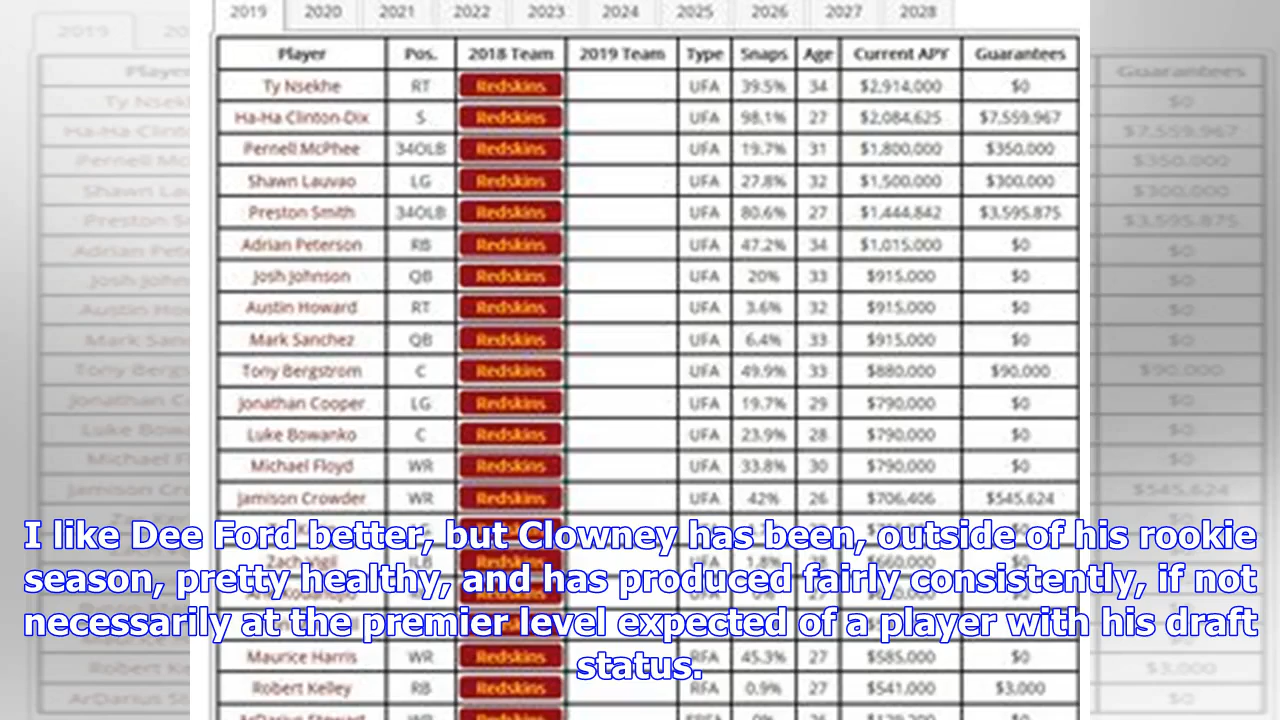 2019 2020 2021 2022 2023 2024 2025 2026 2027 2028
Player Pos. 2018 Team 2019 Team Type Snaps Age Current APY Guarantees
Ty Nsekhe RT Redskins UFA 39.5% 34 $2,914,000 $0
Ha-Ha Clinton-Dix S Redskins UFA 98.1% 27 $2,084,625 $7,559,967
Pernell McPhee 34OLB Redskins UFA 19.7% 31 $1,800,000 $350,000
Shawn Lauvao LG Redskins UFA 27.8% 32 $1,500,000 $300,000
Preston Smith 34OLB Redskins UFA 80.6% 27 $1,444,842 $3,595,875
Adrian Peterson RB Redskins UFA 47.2% 34 $1,015,000 $0
Josh Johnson QB Redskins UFA 20% 33 $915,000 $0
Austin Howard RT Redskins UFA 3.6% 32 $915,000 $0
Mark Sanchez QB Redskins UFA 6.4% 33 $915,000 $0
Tony Bergstrom C Redskins UFA 49.9% 33 $880,000 $90,000
Jonathan Cooper LG Redskins UFA 19.7% 29 $790,000 $0
Luke Bowanko C Redskins UFA 23.9% 28 $790,000 $0
Michael Floyd WR Redskins UFA 33.8% 30 $790,000 $0
Jamison Crowder WR Redskins UFA 42% 26 $706,406 $545,624
I like Dee Ford better, but Clowney has been, outside of his rookie
Zach Vigil ILB Redskins UFA 1.8% 28 $660,000 $0
season, pretty healthy, and has produced fairly consistently, if not
necessarily at the premier level expected of a player with his draft
Maurice Harris WR Redskins RFA 45.3% 27 $585,000 $0
status.
Robert Kelley RB Redskins RFA 0.9% 27 $541,000 $3,000